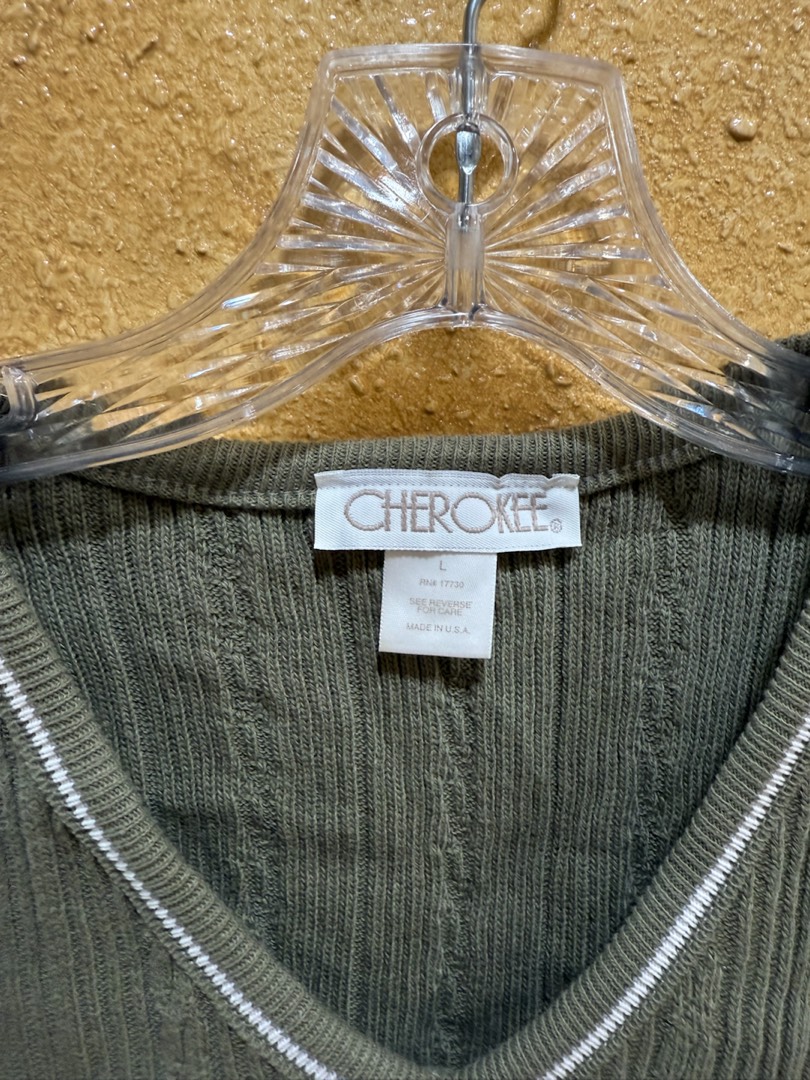 CHEROKEE®
L
RN# 17730
SEE REVERSE
FOR CARE
MADE IN U.S.A.